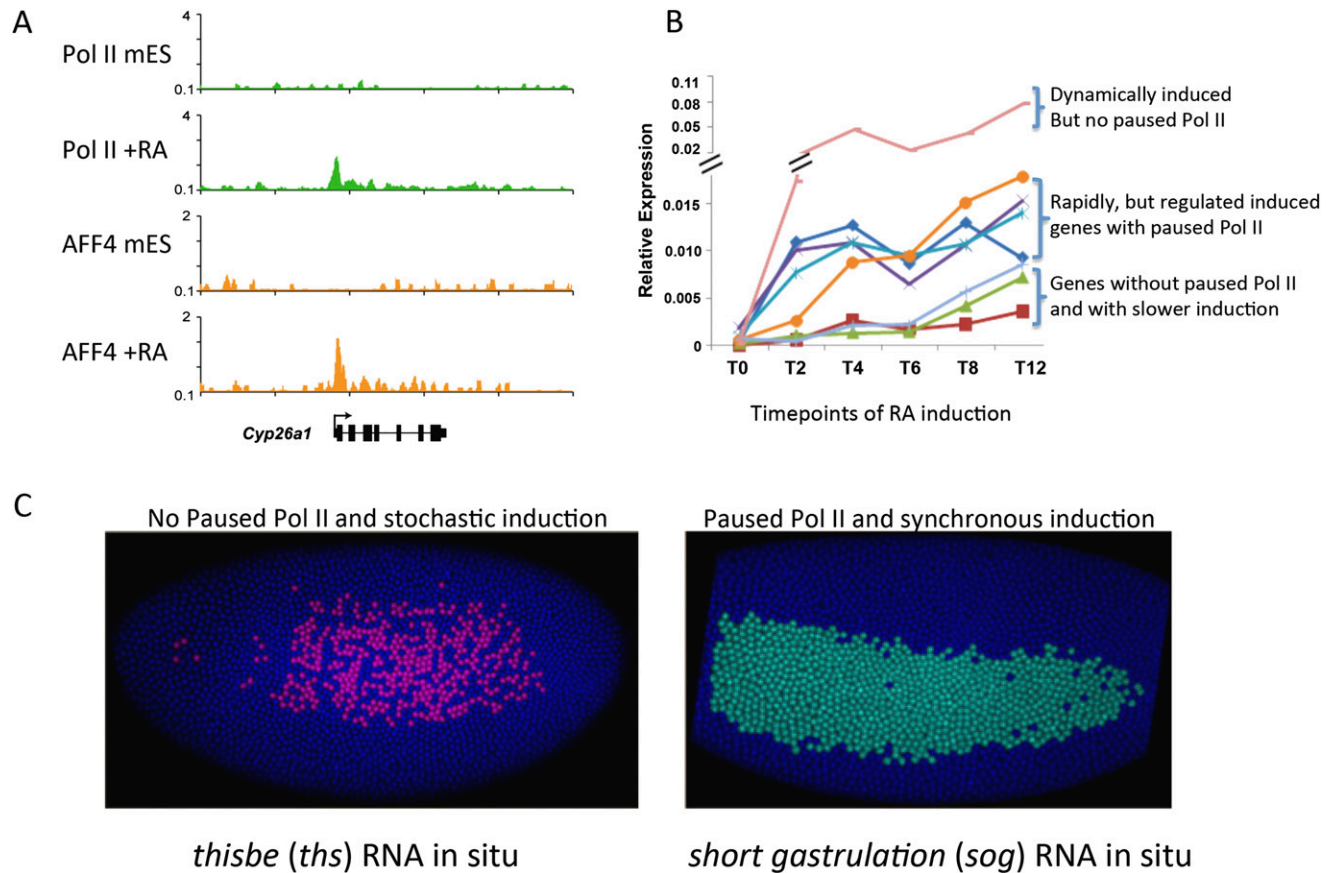 A
Pol II mES
4
0.1
Pol II +RA
4
0.1
AFF4 mES
2
0.1
AFF4 +RA
2
0.1
Cyp26a1
B
Relative Expression
0.11
0.08
0.05
0.02
0.015
0.010
0.005
0
T0 T2 T4 T6 T8 T12
Timepoints of RA induction
Dynamically induced
But no paused Pol II
Rapidly, but regulated induced
genes with paused Pol II
Genes without paused Pol II
and with slower induction
C
No Paused Pol II and stochastic induction
thisbe (ths) RNA in situ
Paused Pol II and synchronous induction
short gastrulation (sog) RNA in situ